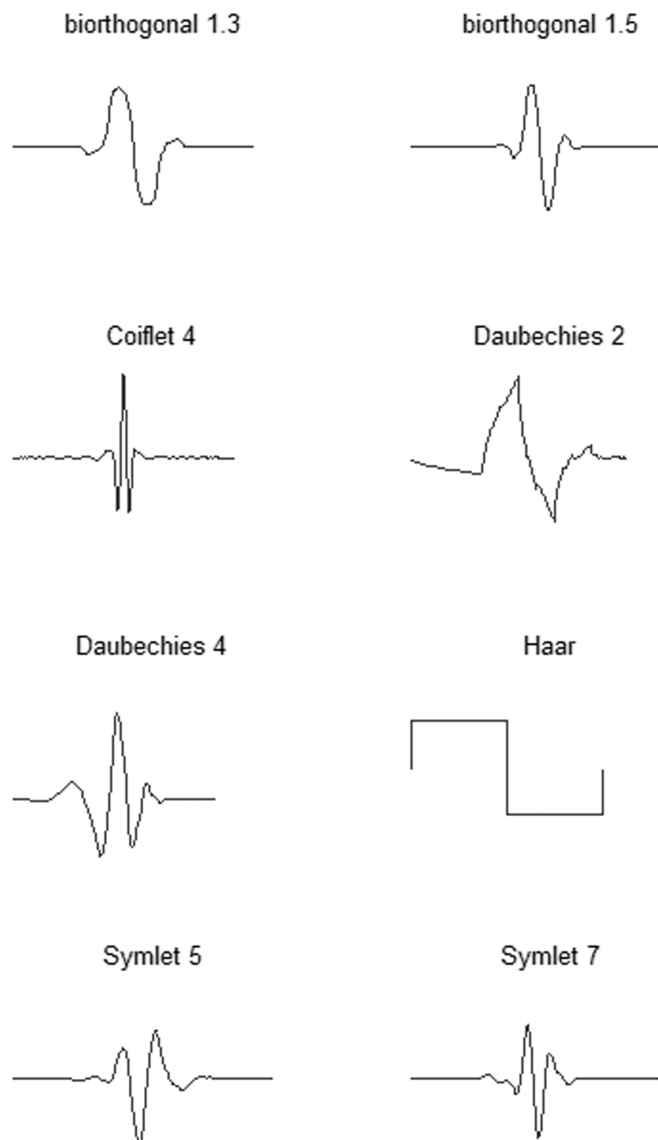 biorthogonal 1.3
biorthogonal 1.5
Coiflet 4
Daubechies 2
Daubechies 4
Haar
Symlet 5
Symlet 7